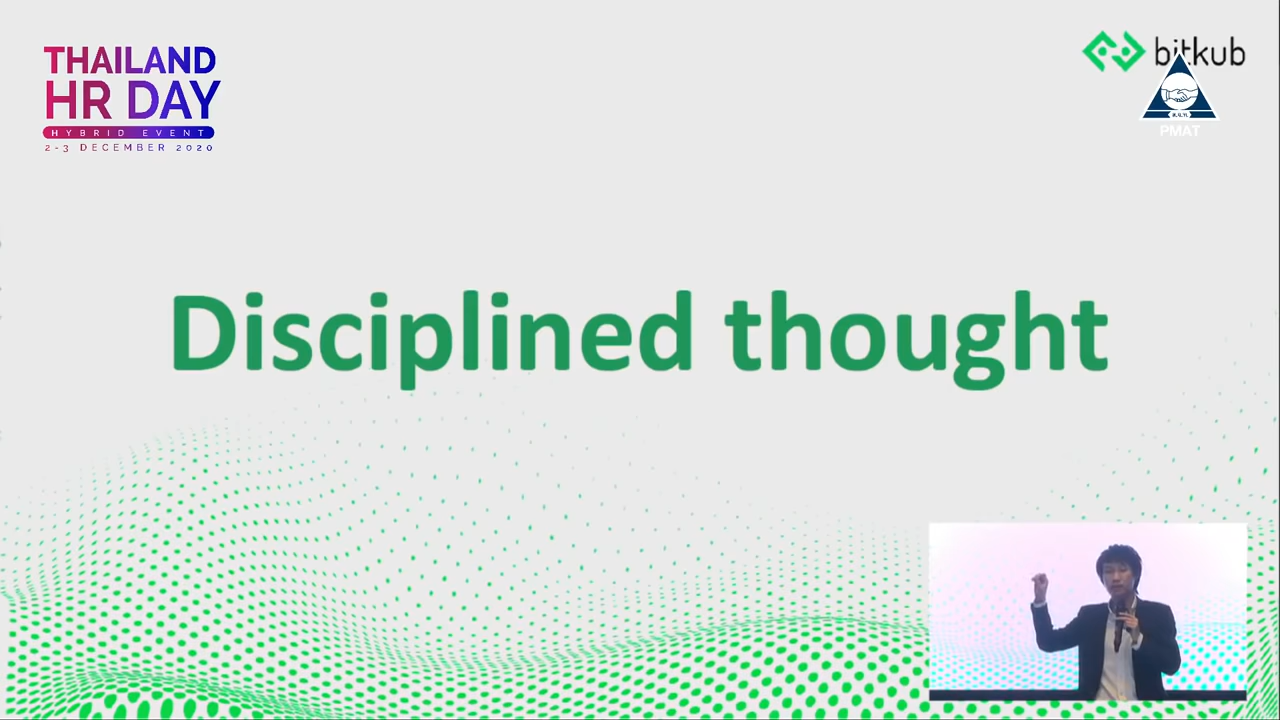 THAILAND
HR DAY
HYBRID EVENT
2-3 DECEMBER 2020
bitkub
PMAT
Disciplined thought